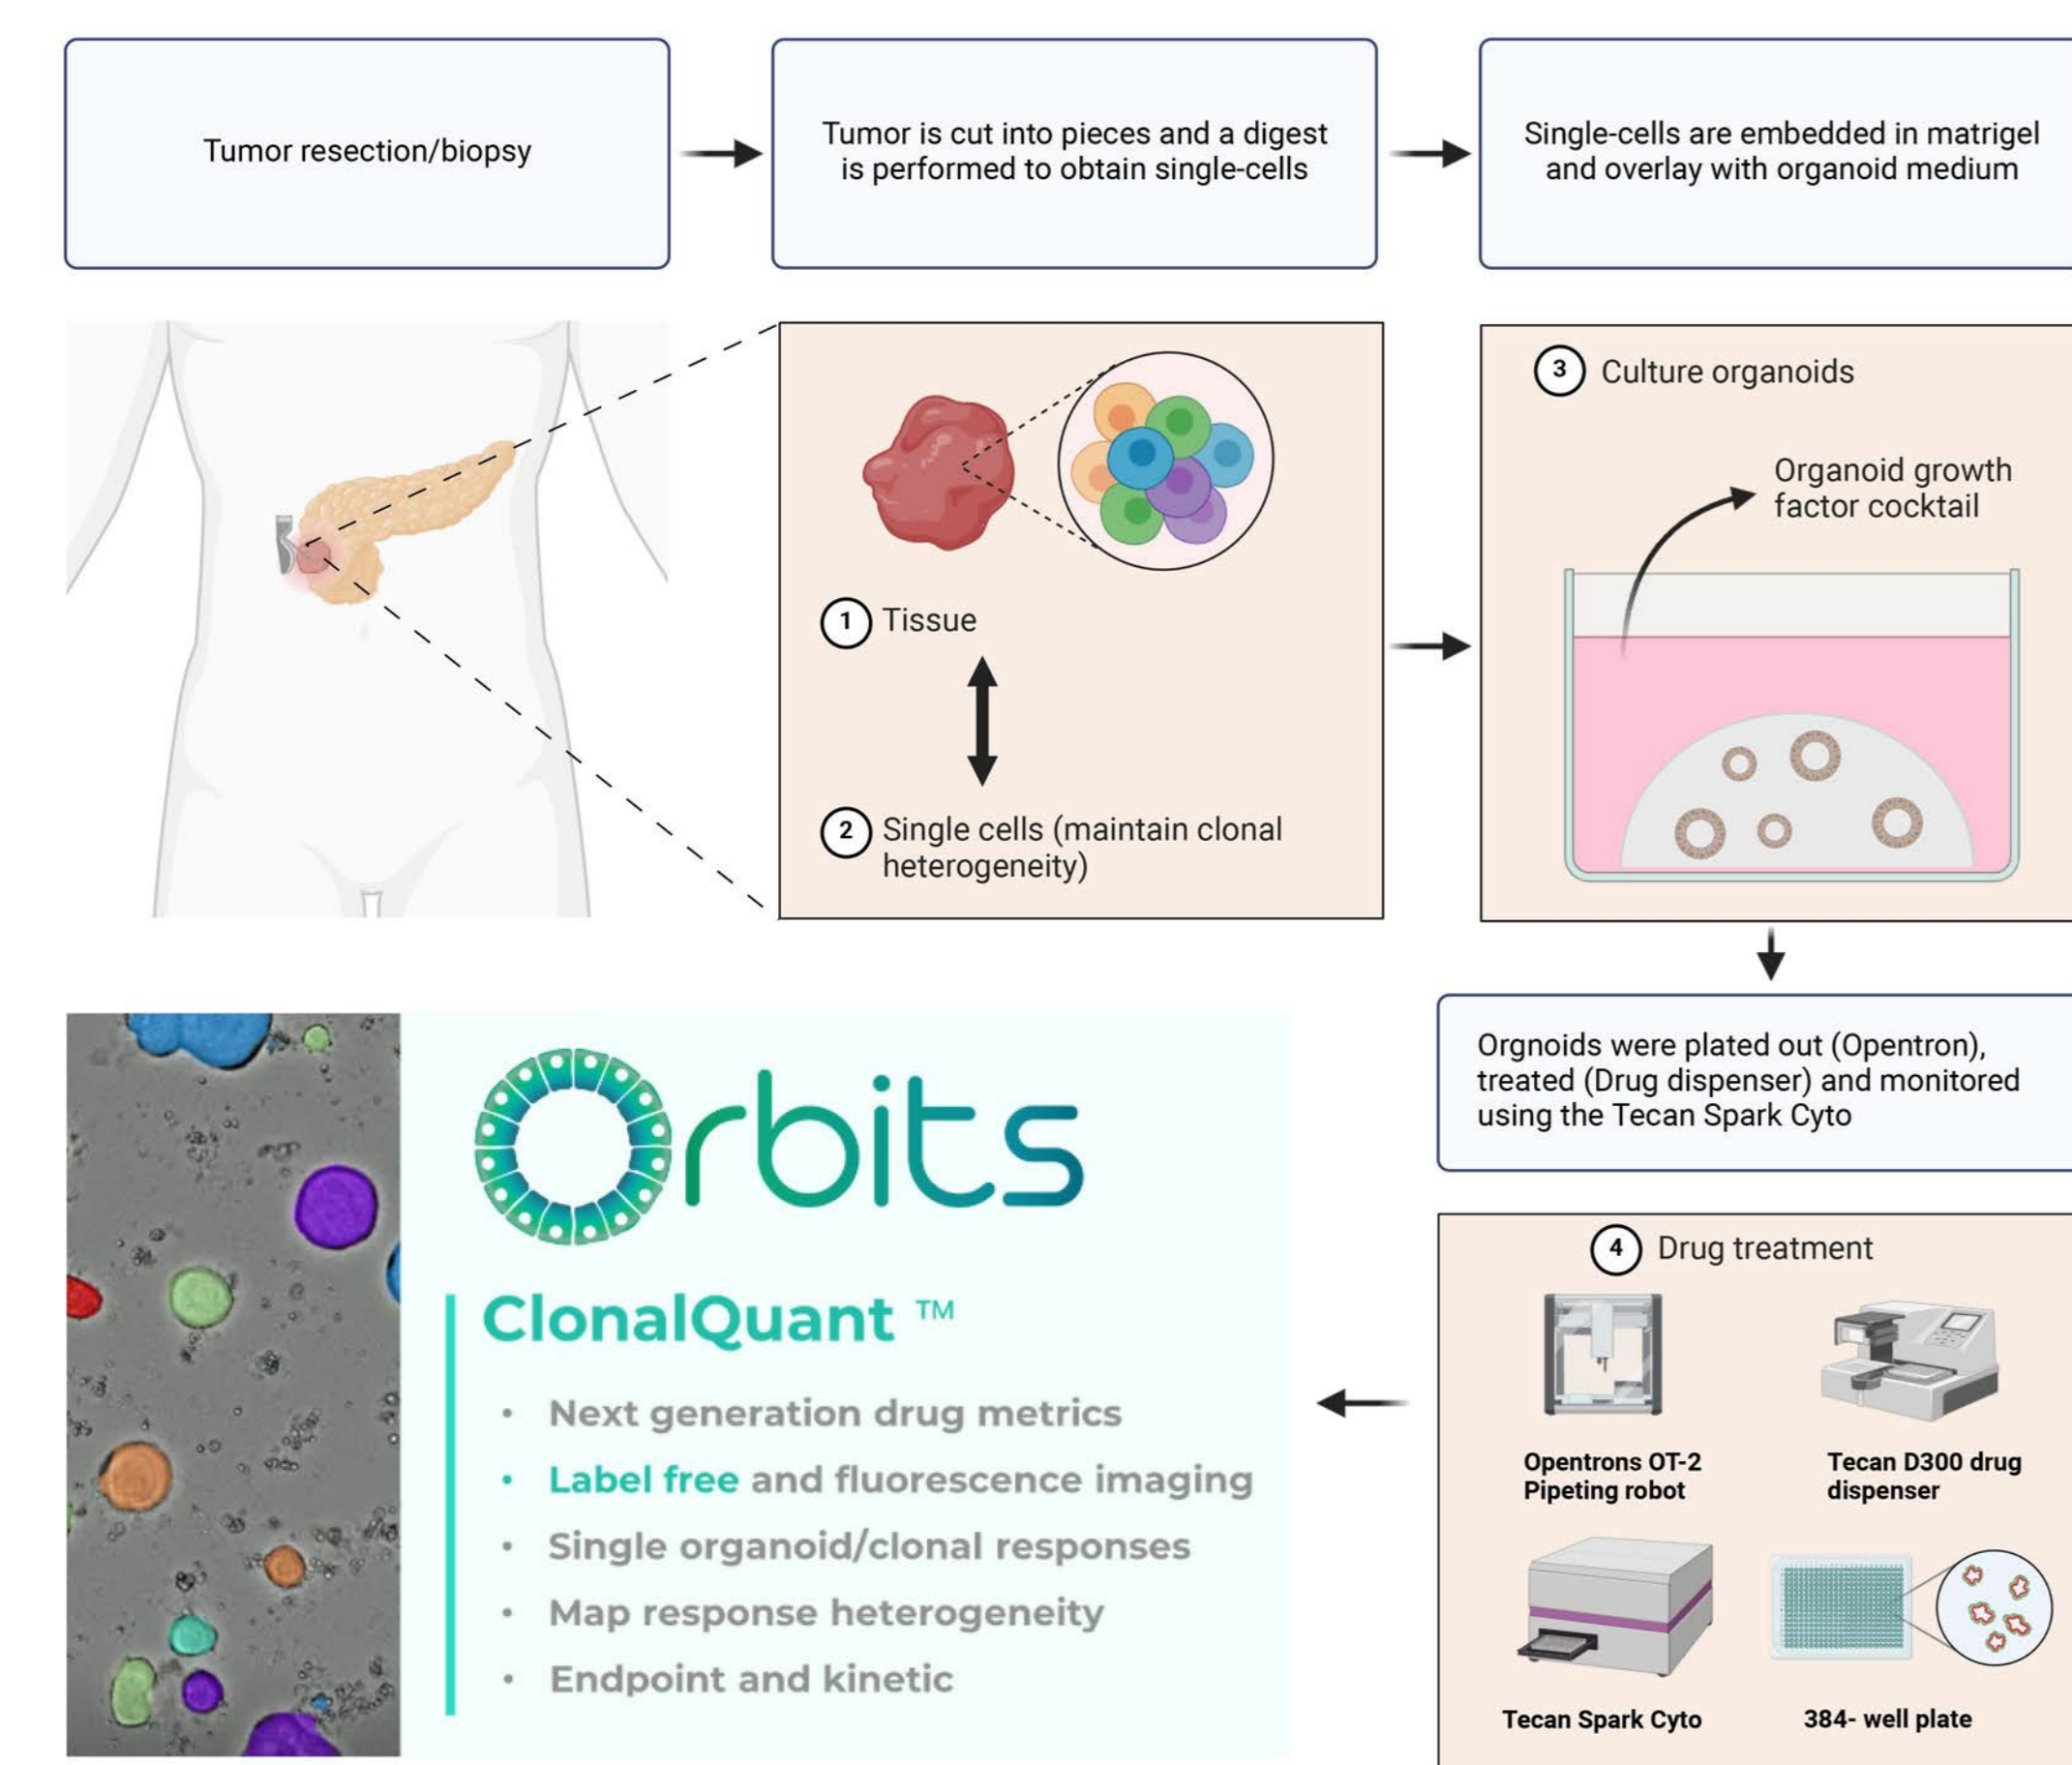 Tumor resection/biopsy
Tumor is cut into pieces and a digest
is performed to obtain single-cells
Single-cells are embedded in matrigel
and overlay with organoid medium
1 Tissue
2 Single cells (maintain clonal
heterogeneity)
3 Culture organoids
Organoid growth
factor cocktail
Orgnoids were plated out (Opentron),
treated (Drug dispenser) and monitored
using the Tecan Spark Cyto
4 Drug treatment
Opentrons OT-2
Pipeting robot
Tecan D300 drug
dispenser
Tecan Spark Cyto
384- well plate
Orbits
ClonalQuant ™
• Next generation drug metrics
• Label free and fluorescence imaging
• Single organoid/clonal responses
• Map response heterogeneity
• Endpoint and kinetic